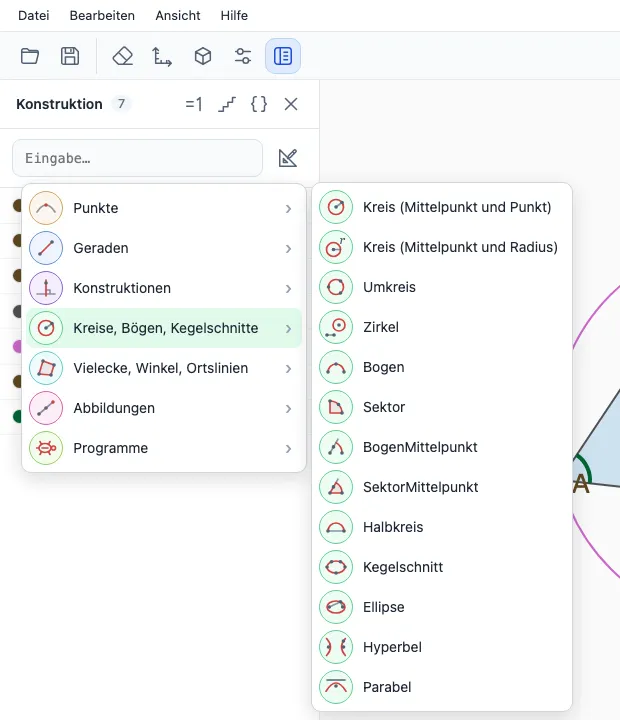 Datei Bearbeiten Ansicht Hilfe
Konstruktion 7 =1 {}
Eingabe…
Punkte
Geraden
Konstruktionen
Kreise, Bögen, Kegelschnitte
Vielecke, Winkel, Ortslinien
Abbildungen
Programme
Kreis (Mittelpunkt und Punkt)
r
Kreis (Mittelpunkt und Radius)
Umkreis
Zirkel
Bogen
Sektor
BogenMittelpunkt
SektorMittelpunkt
Halbkreis
Kegelschnitt
Ellipse
Hyperbel
Parabel
A